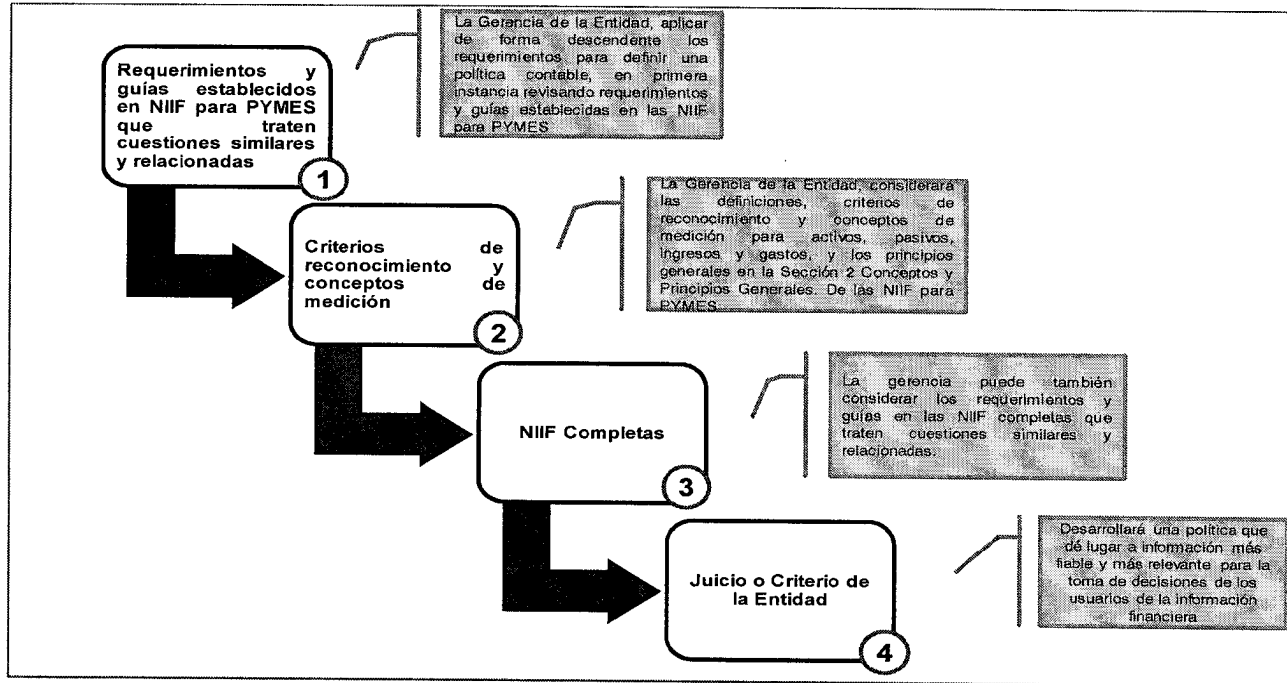 La Gerencia de la Entidad, aplicar
de forma descendente los
requerimientos para definir una
política contable, en primera
instancia revisando requerimientos
y guías establecidas en las NIIF
para PYMES
Requerimientos y
guías establecidos
en NIIF para PYMES
que traten
cuestiones similares
y relacionadas
1
La Gerencia de la Entidad, considerará
las definiciones, criterios de
reconocimiento y conceptos de
medición para activos, pasivos,
ingresos y gastos, y los principios
generales en la Sección 2 Conceptos y
Principios Generales. De las NIIF para
PYMES
Criterios de
reconocimiento y
conceptos de
medición
2
La gerencia puede también
considerar los requerimientos y
guías en las NIIF completas que
traten cuestiones similares y
relacionadas.
NIIF Completas
3
Desarrollará una política que
dé lugar a información más
fiable y más relevante para la
toma de decisiones de los
usuarios de la información
financiera
Juicio o Criterio de
la Entidad
4